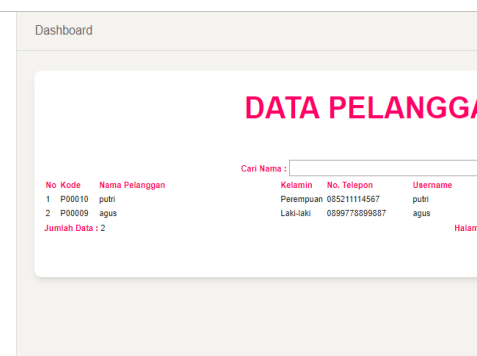 Dashboard
DATA PELANGGA
Cari Nama :
No Kode Nama Pelanggan Kelamin No. Telepon Username
1 P00010 putri Perempuan 085211114567 putri
2 P00009 agus Laki-laki 0899778899887 agus
Jumlah Data : 2 Halam